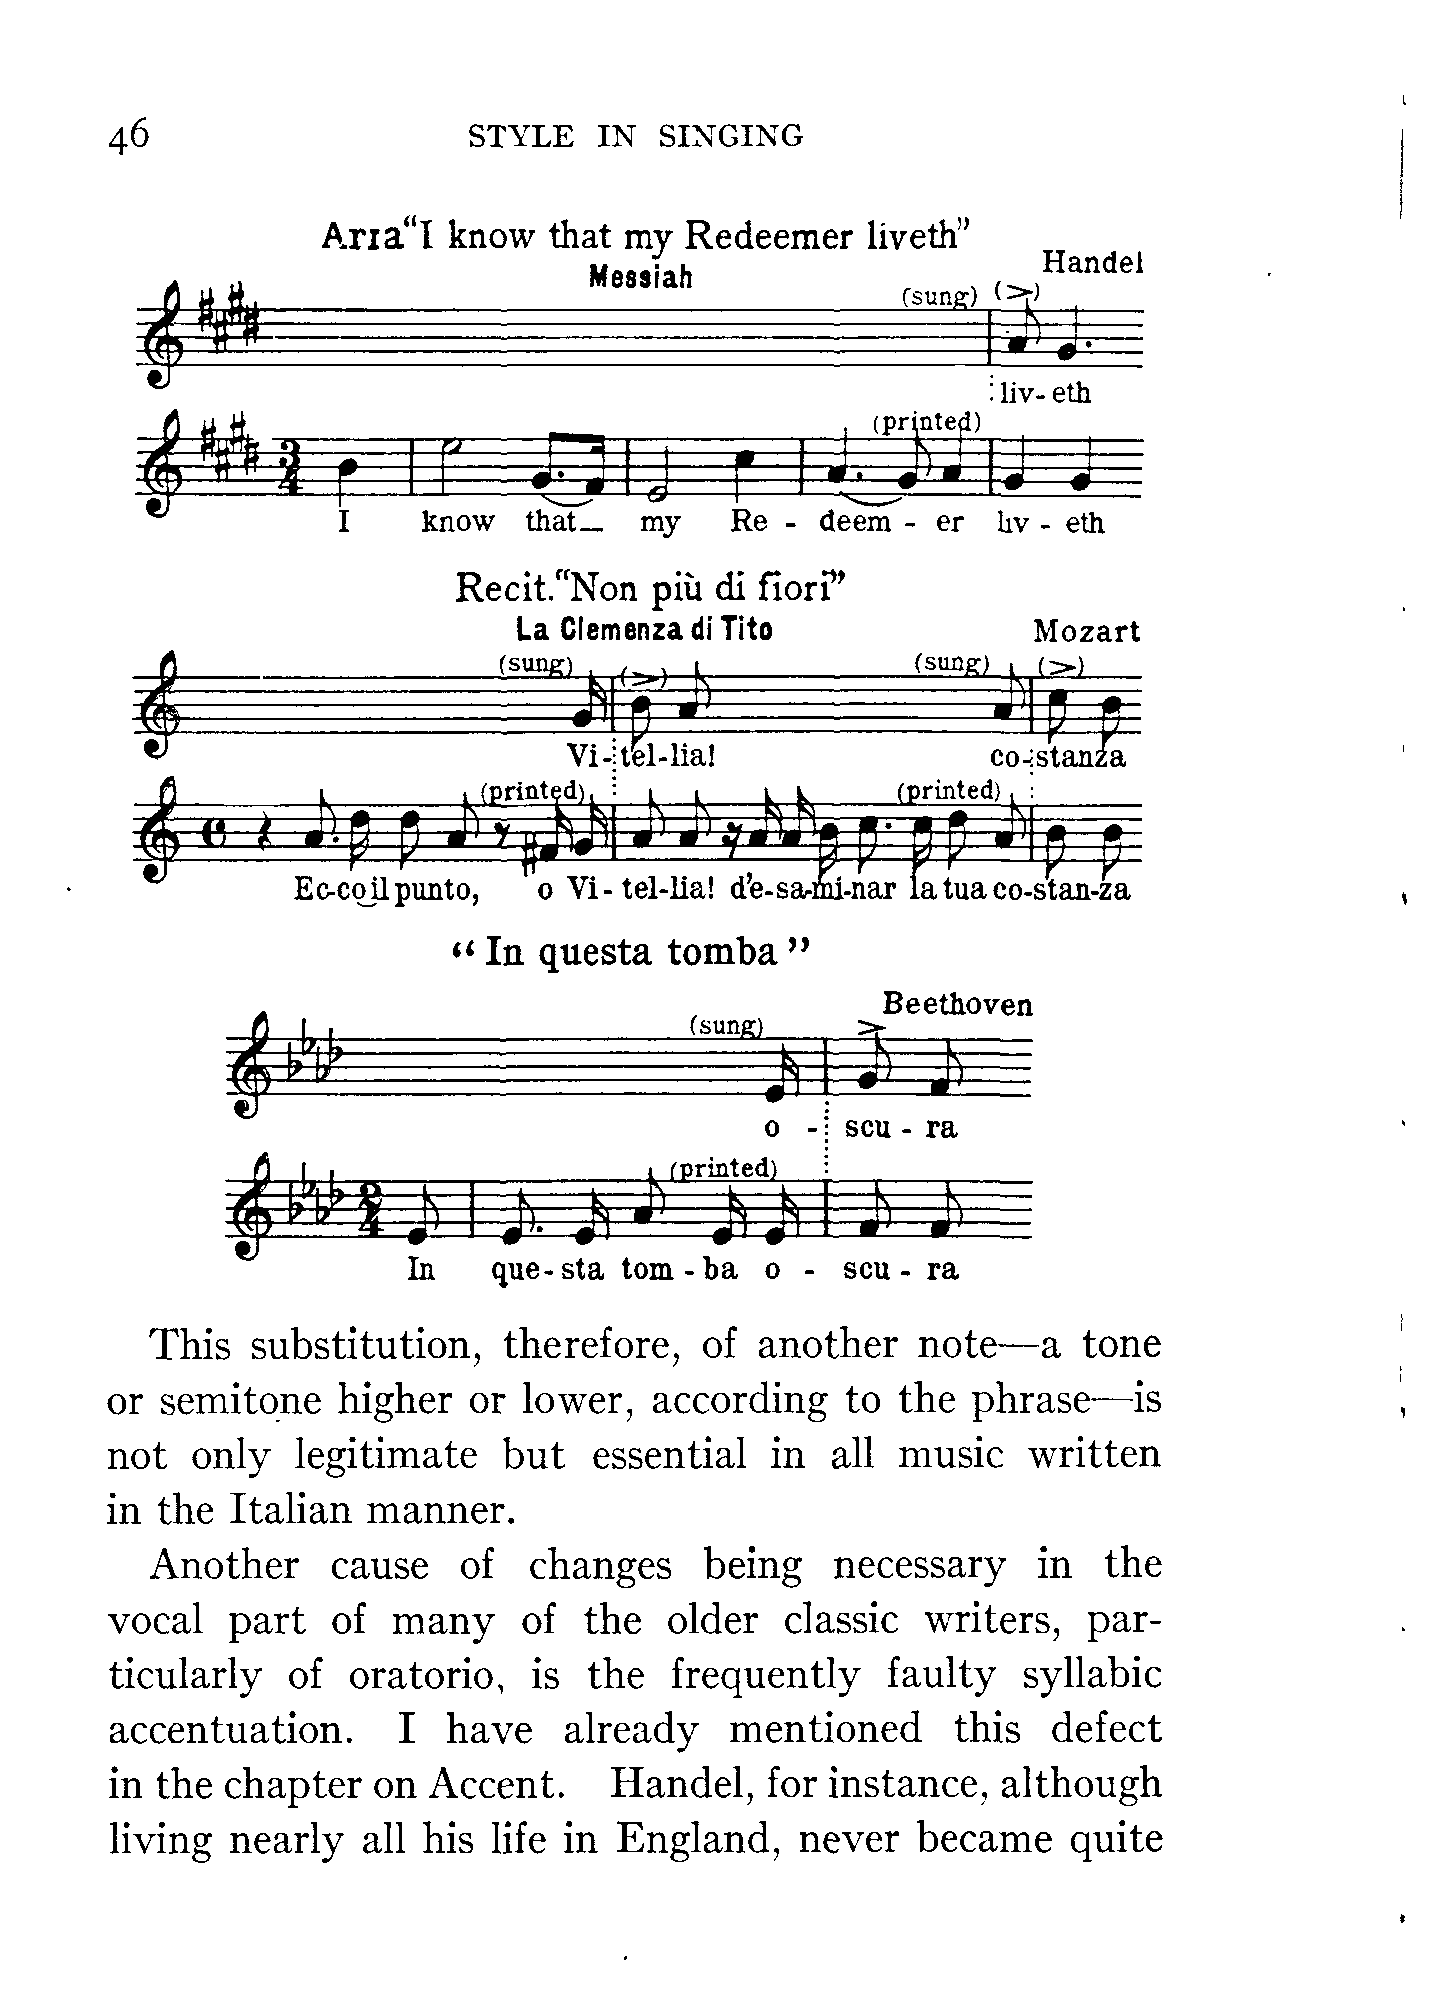 46 STYLE IN SINGING
Aria "I know that my Redeemer liveth"
Messiah
Handel
(sung) (>)
liv- eth
(printed)
3
4
I know that_ my Re - deem - er liv - eth
Recit. "Non più di fiori"
La Clemenza di Tito
Mozart
(sung) (>) (sung) (>)
Vi- tel-lia! co- stanza
(printed) (printed)
Ec-co il punto, o Vi- tel-lia! d'e-sa-mi-nar la tua co-stan-za
"In questa tomba"
Beethoven
(sung) >
o - scu - ra
(printed)
2
4
In que- sta tom - ba o - scu - ra
This substitution, therefore, of another note—a tone
or semitone higher or lower, according to the phrase—is
not only legitimate but essential in all music written
in the Italian manner.
Another cause of changes being necessary in the
vocal part of many of the older classic writers, par-
ticularly of oratorio, is the frequently faulty syllabic
accentuation. I have already mentioned this defect
in the chapter on Accent. Handel, for instance, although
living nearly all his life in England, never became quite